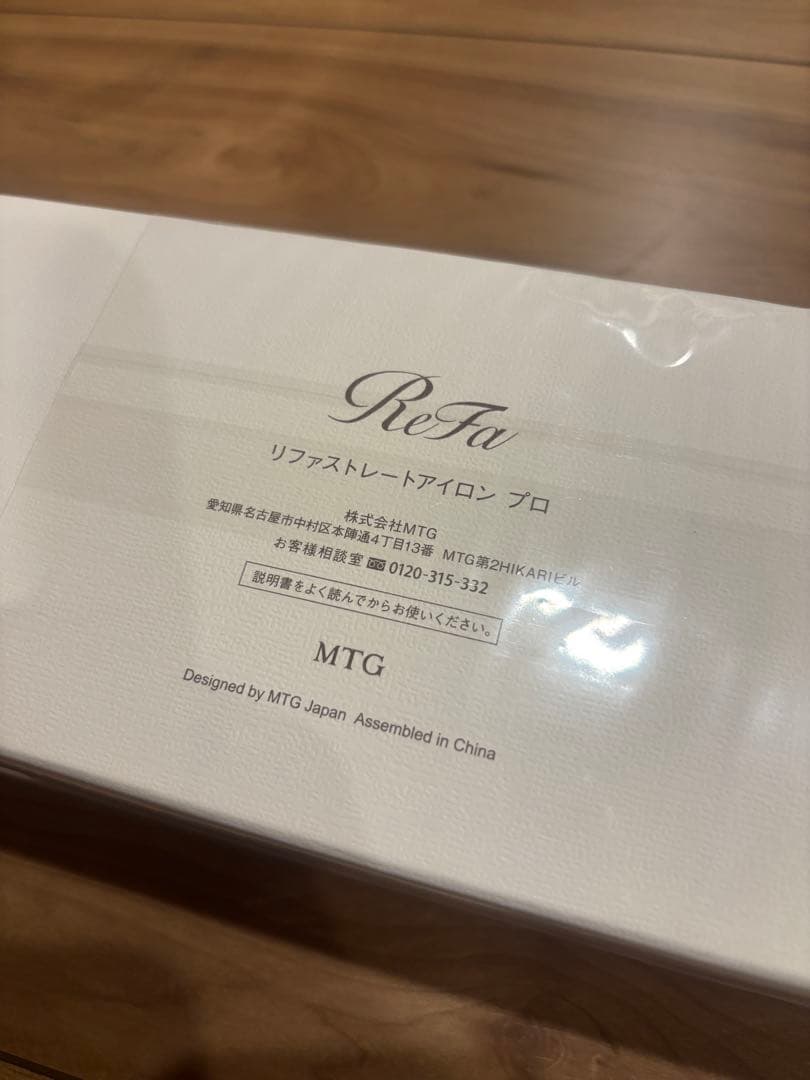 ReFa
リファストレートアイロン プロ
株式会社MTG
愛知県名古屋市中村区本陣通4丁目13番 MTG第2HIKARIビル
お客様相談室 0120-315-332
説明書をよく読んでからお使いください。
MTG
Designed by MTG Japan Assembled in China